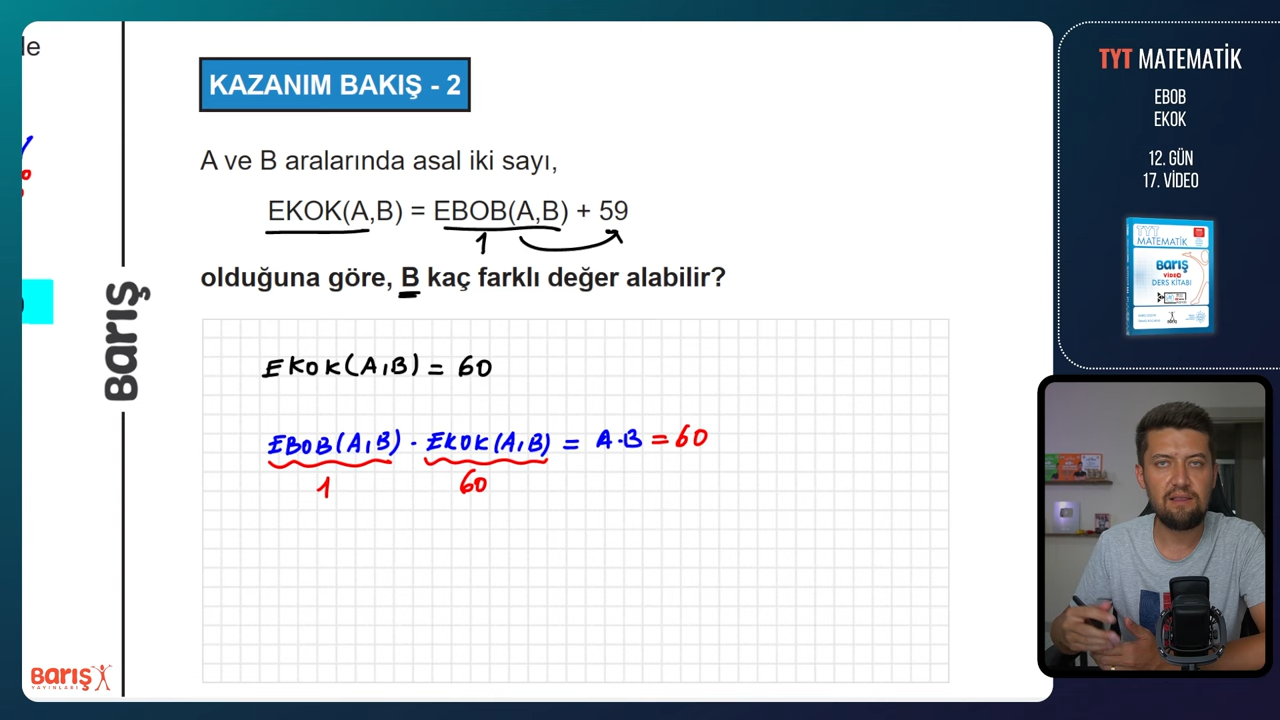 le
KAZANIM BAKIŞ - 2
A ve B aralarında asal iki sayı,
EKOK(A,B) = EBOB(A,B) + 59
1
olduğuna göre, B kaç farklı değer alabilir?
EKOK(A,B) = 60
EBOB(A,B) · EKOK(A,B) = A·B = 60
1 60
Barış
BARIŞ
YAYINLARI
TYT MATEMATİK
EBOB
EKOK
12. GÜN
17. VİDEO
TYT
MATEMATİK
BARIŞ
VİDEO
DERS KİTABI